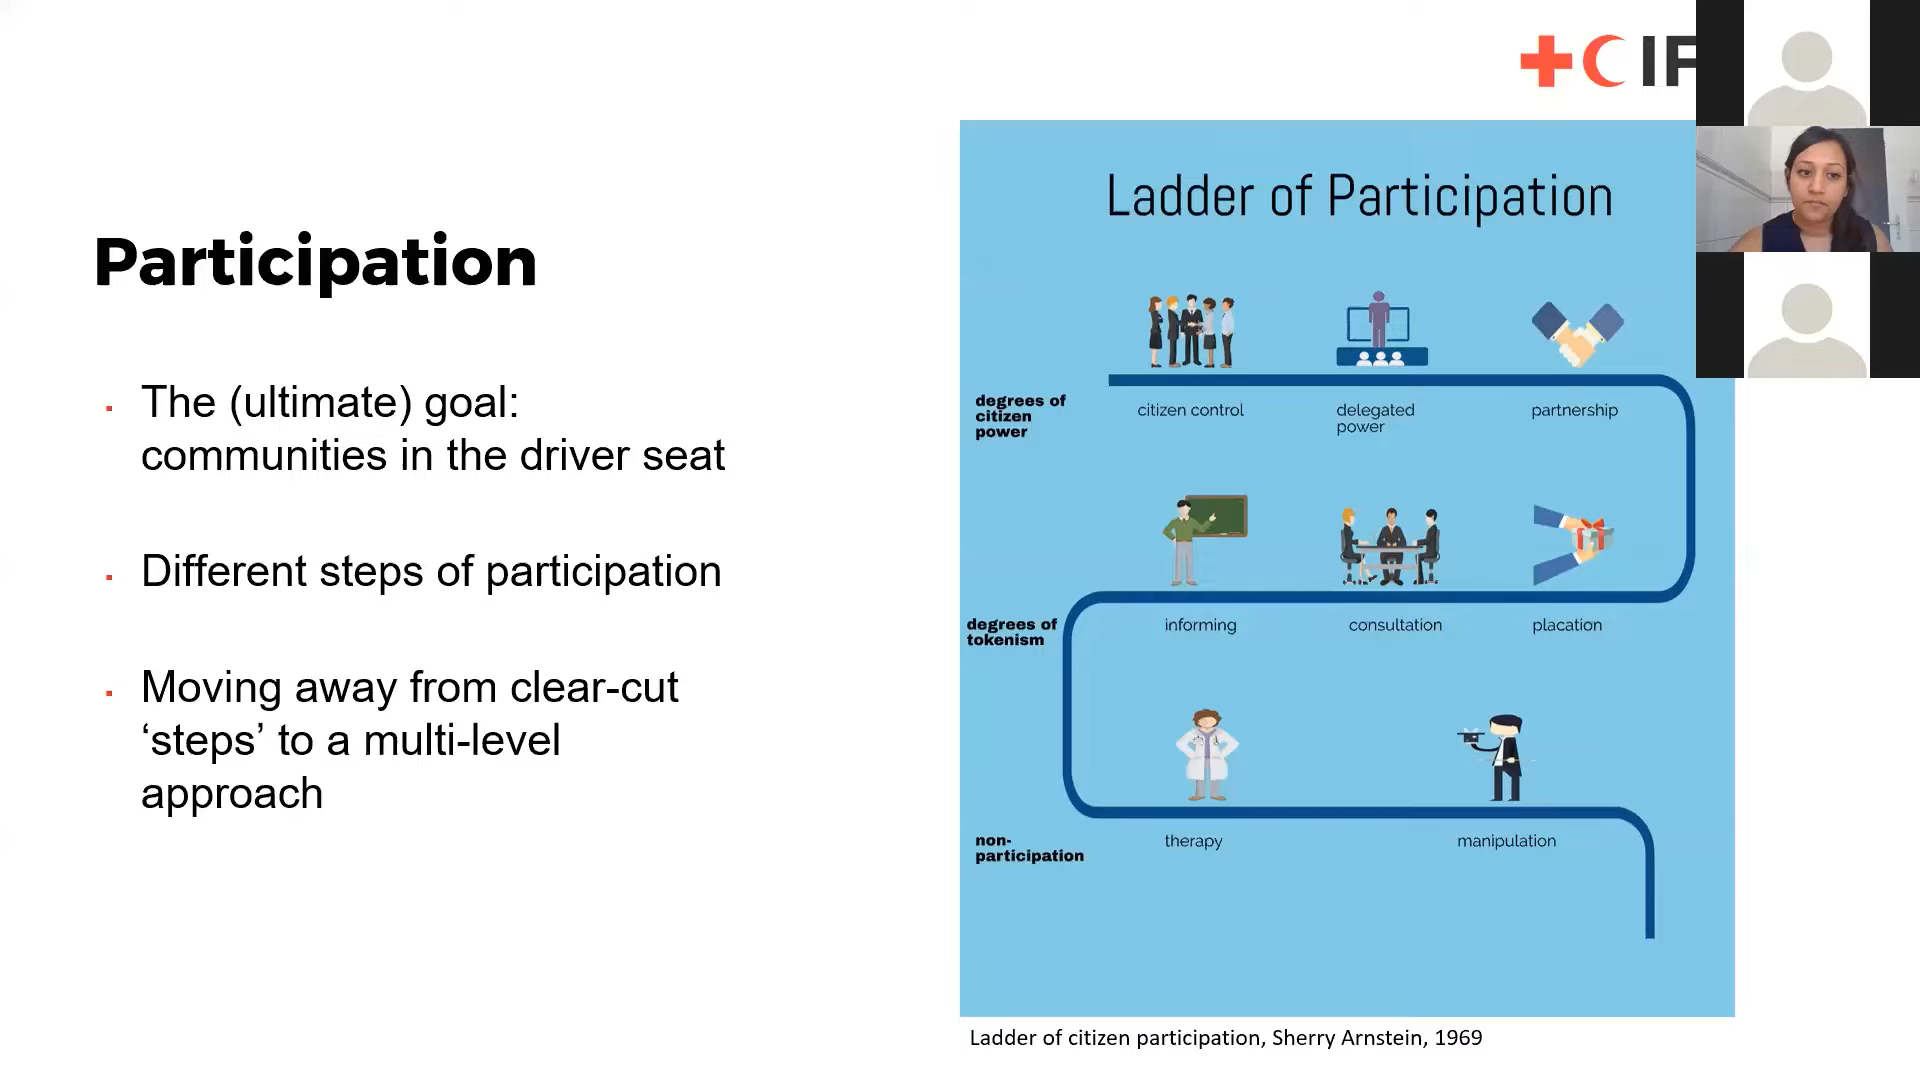 IF
Participation
The (ultimate) goal:
communities in the driver seat
Different steps of participation
Moving away from clear-cut
‘steps’ to a multi-level
approach
Ladder of Participation
degrees of
citizen
power
citizen control
delegated
power
partnership
degrees of
tokenism
informing
consultation
placation
non-
participation
therapy
manipulation
Ladder of citizen participation, Sherry Arnstein, 1969